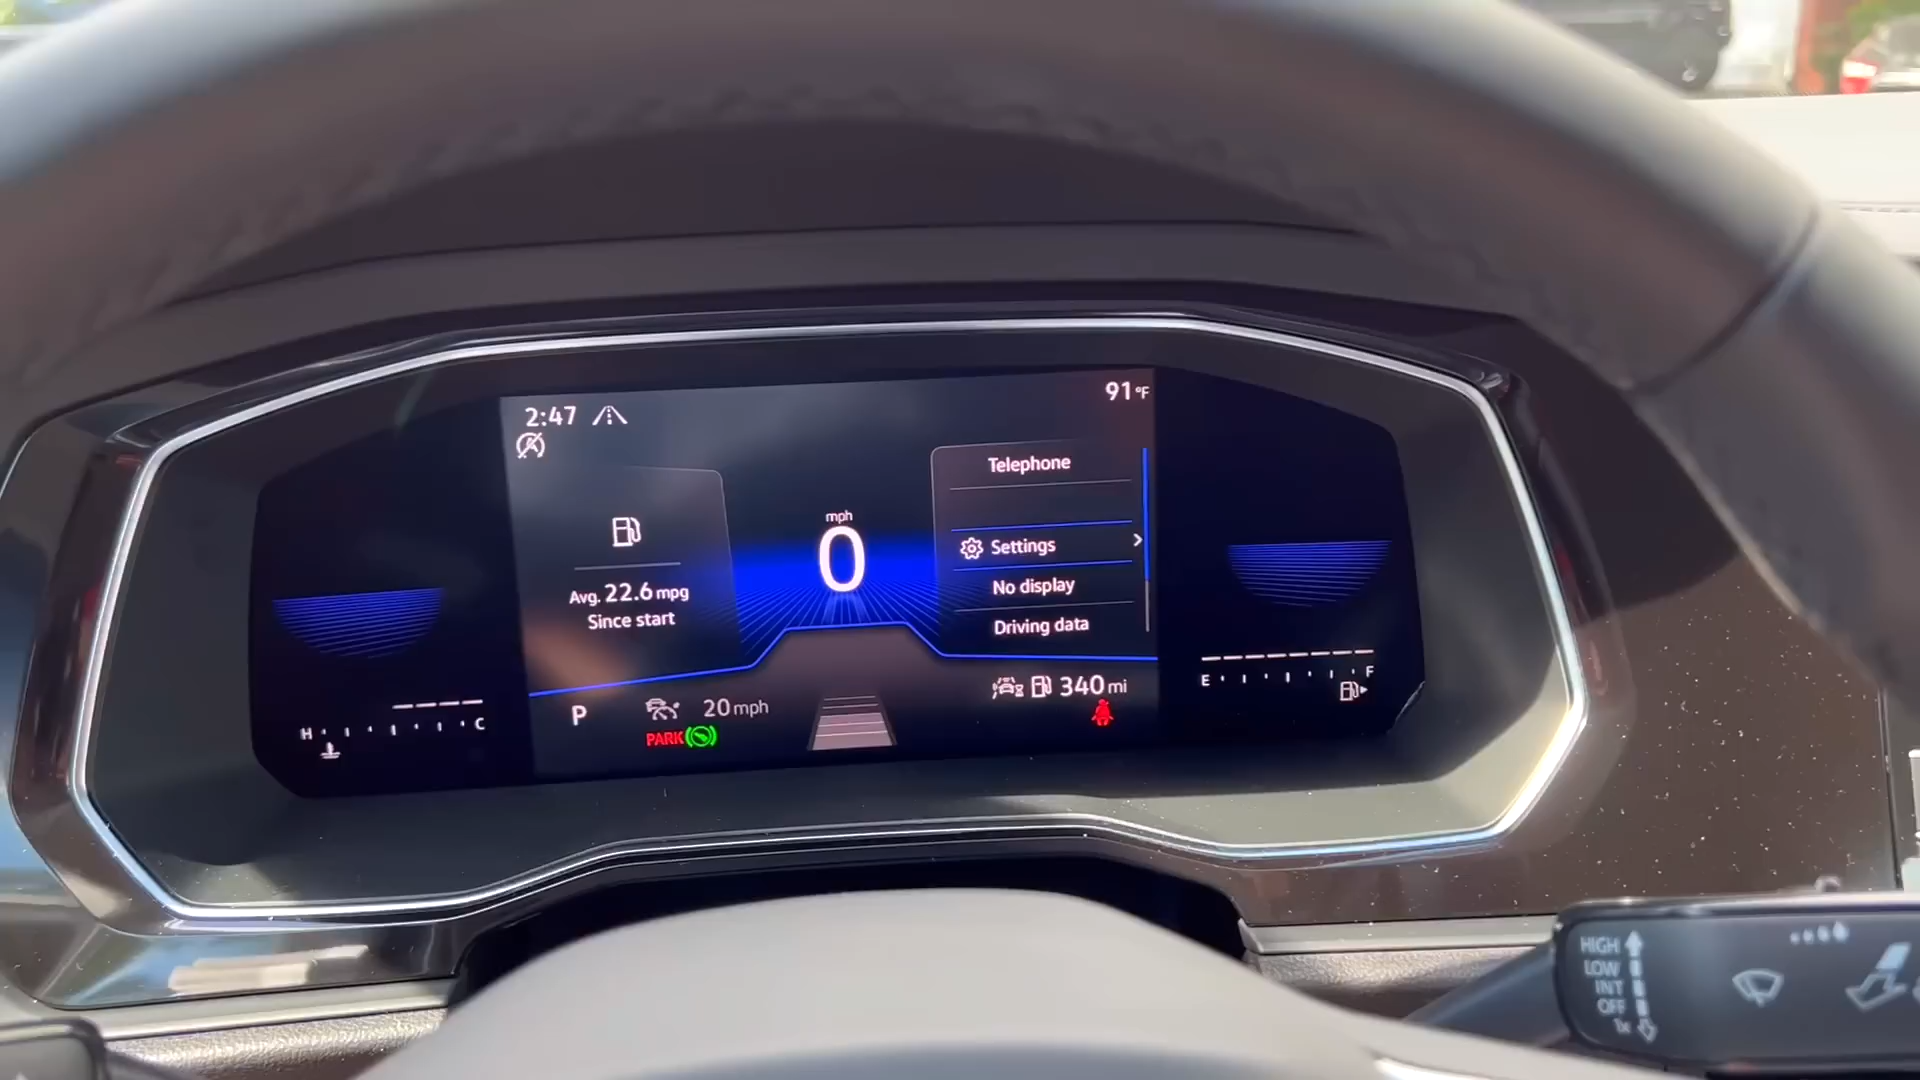 2:47
91°F
Telephone
mph
0
Settings
Avg. 22.6 mpg
Since start
No display
Driving data
P
20 mph
PARK
340 mi
H
C
E
F
HIGH
LOW
INT
OFF
1x